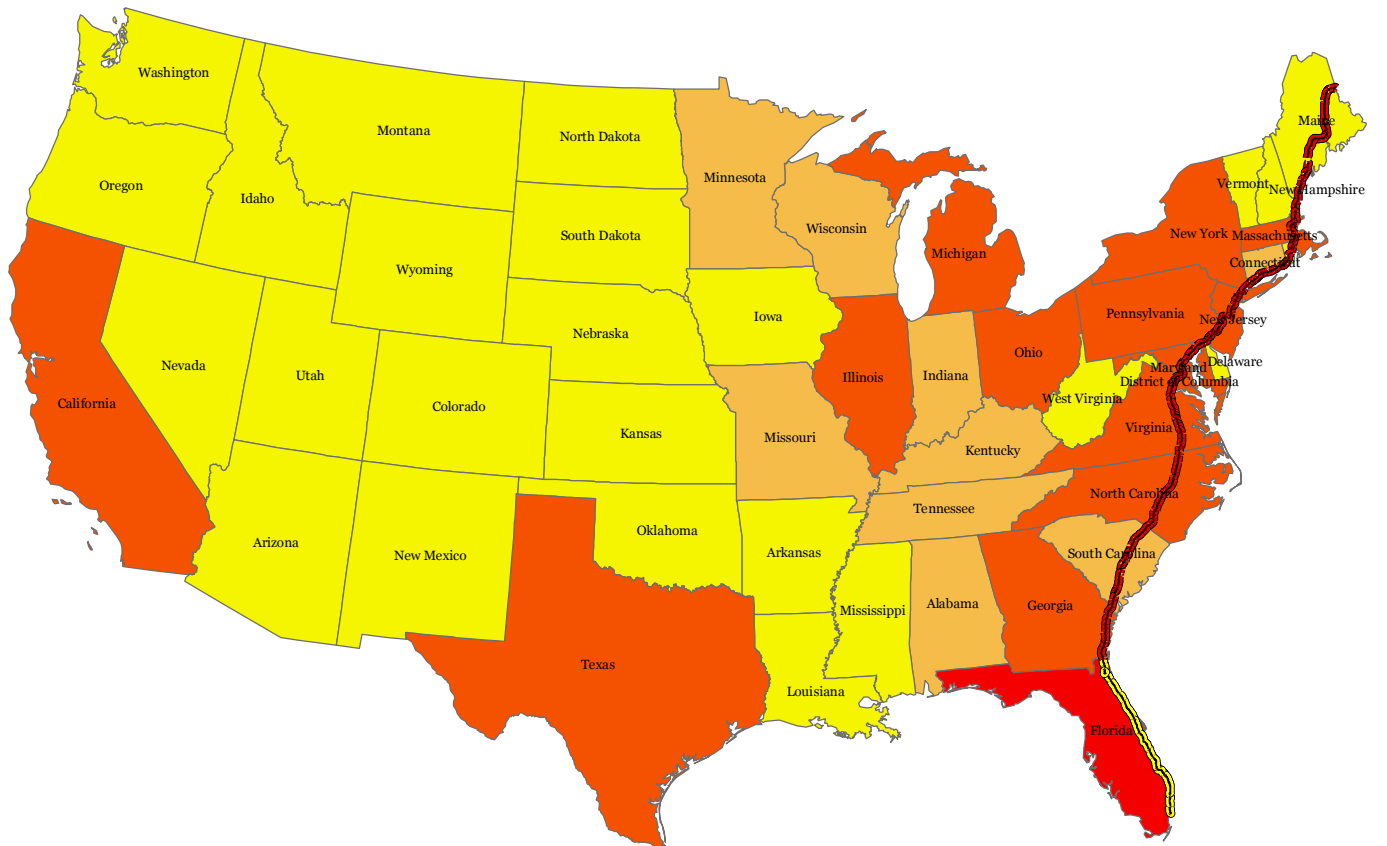 Washington
Montana
North Dakota
Minnesota
Maine
Oregon
Idaho
Vermont
New Hampshire
South Dakota
Wisconsin
New York
Massachusetts
Wyoming
Michigan
Connecticut
Iowa
Pennsylvania
New Jersey
Nebraska
Nevada
Utah
Ohio
Delaware
Maryland
Illinois
Indiana
District of Columbia
California
Colorado
West Virginia
Kansas
Missouri
Virginia
Kentucky
North Carolina
Tennessee
Oklahoma
Arizona
New Mexico
Arkansas
South Carolina
Mississippi
Alabama
Georgia
Texas
Louisiana
Florida